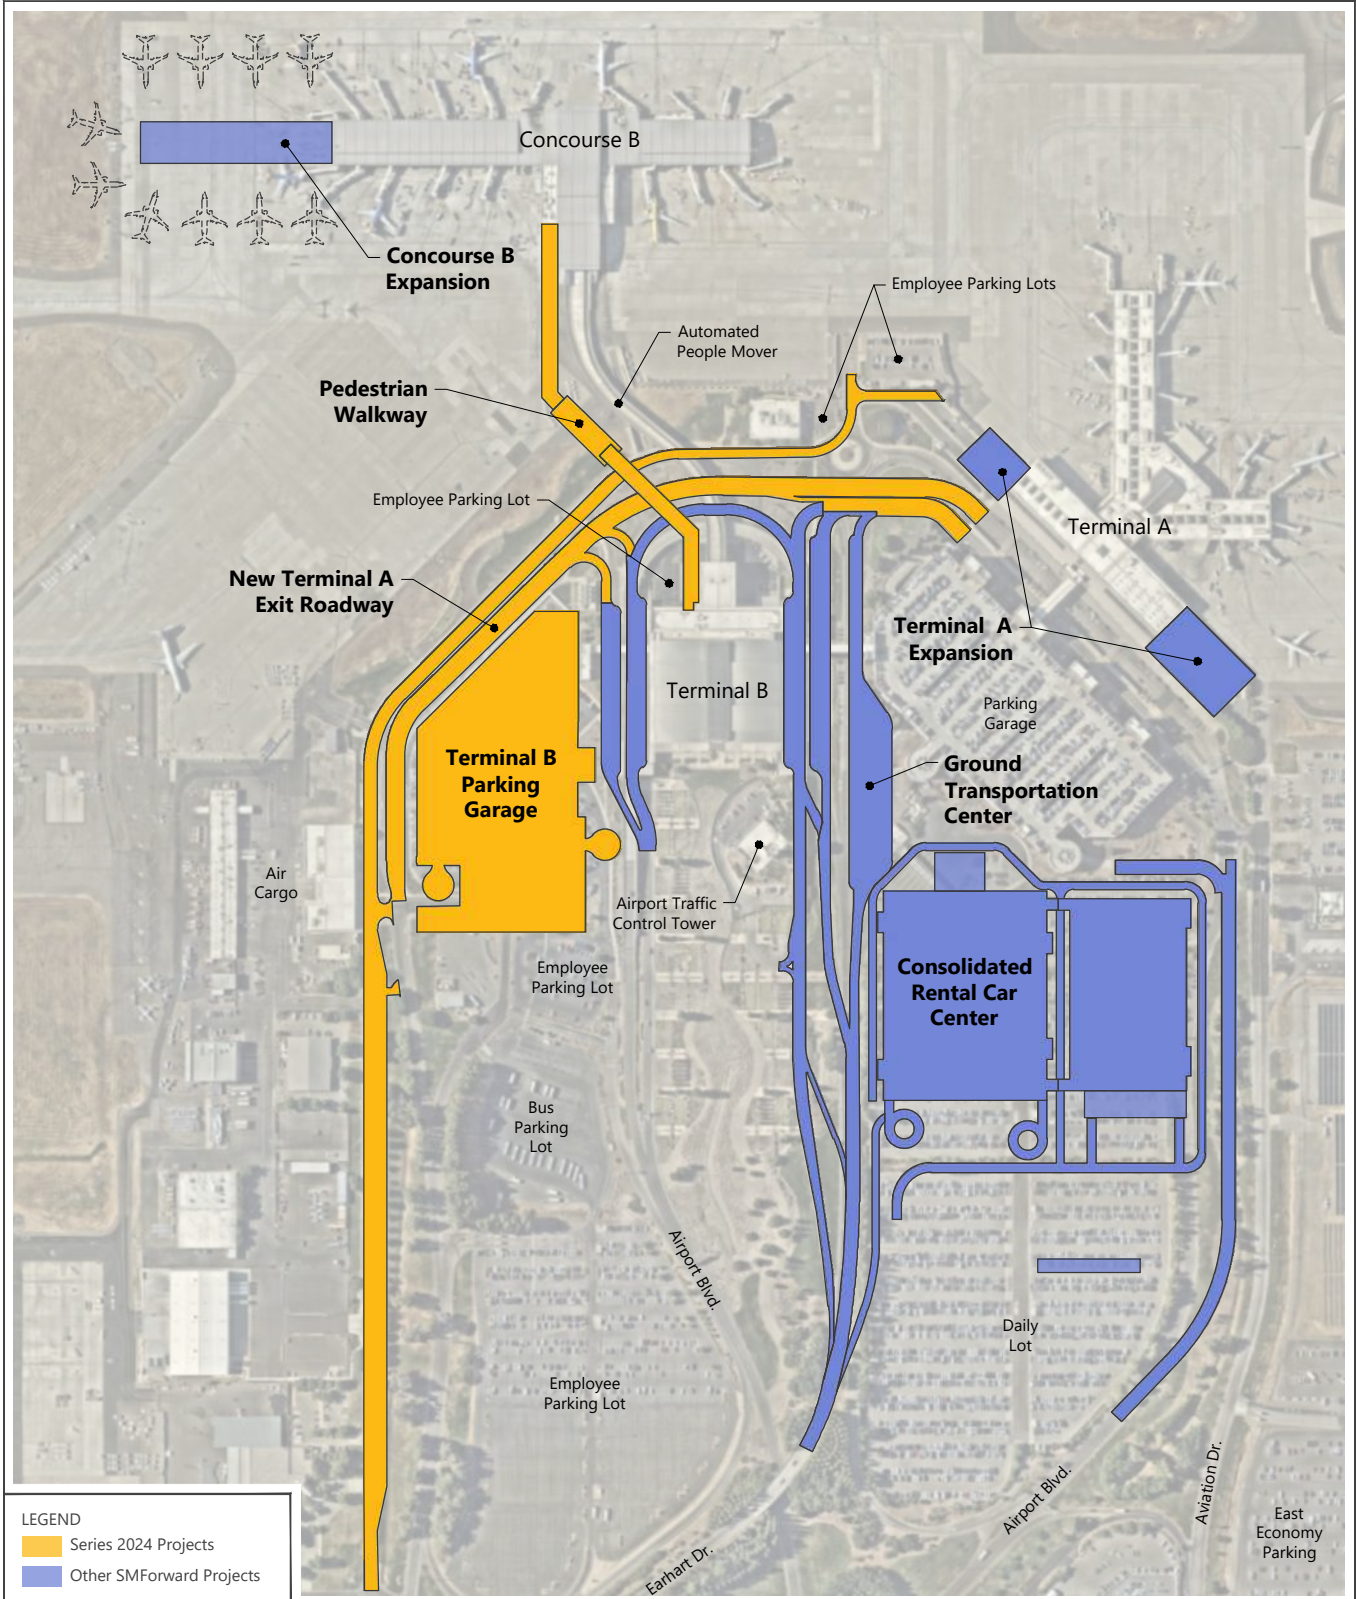 Concourse B
Concourse B
Expansion
Employee Parking Lots
Automated
People Mover
Pedestrian
Walkway
Employee Parking Lot
Terminal A
New Terminal A
Exit Roadway
Terminal A
Expansion
Terminal B
Parking
Garage
Terminal B
Parking
Garage
Ground
Transportation
Center
Air
Cargo
Airport Traffic
Control Tower
Employee
Parking Lot
Consolidated
Rental Car
Center
Bus
Parking
Lot
Airport Blvd.
Daily
Lot
Employee
Parking Lot
Airport Blvd.
Aviation Dr.
East
Economy
Parking
Earhart Dr.
LEGEND
Series 2024 Projects
Other SMForward Projects